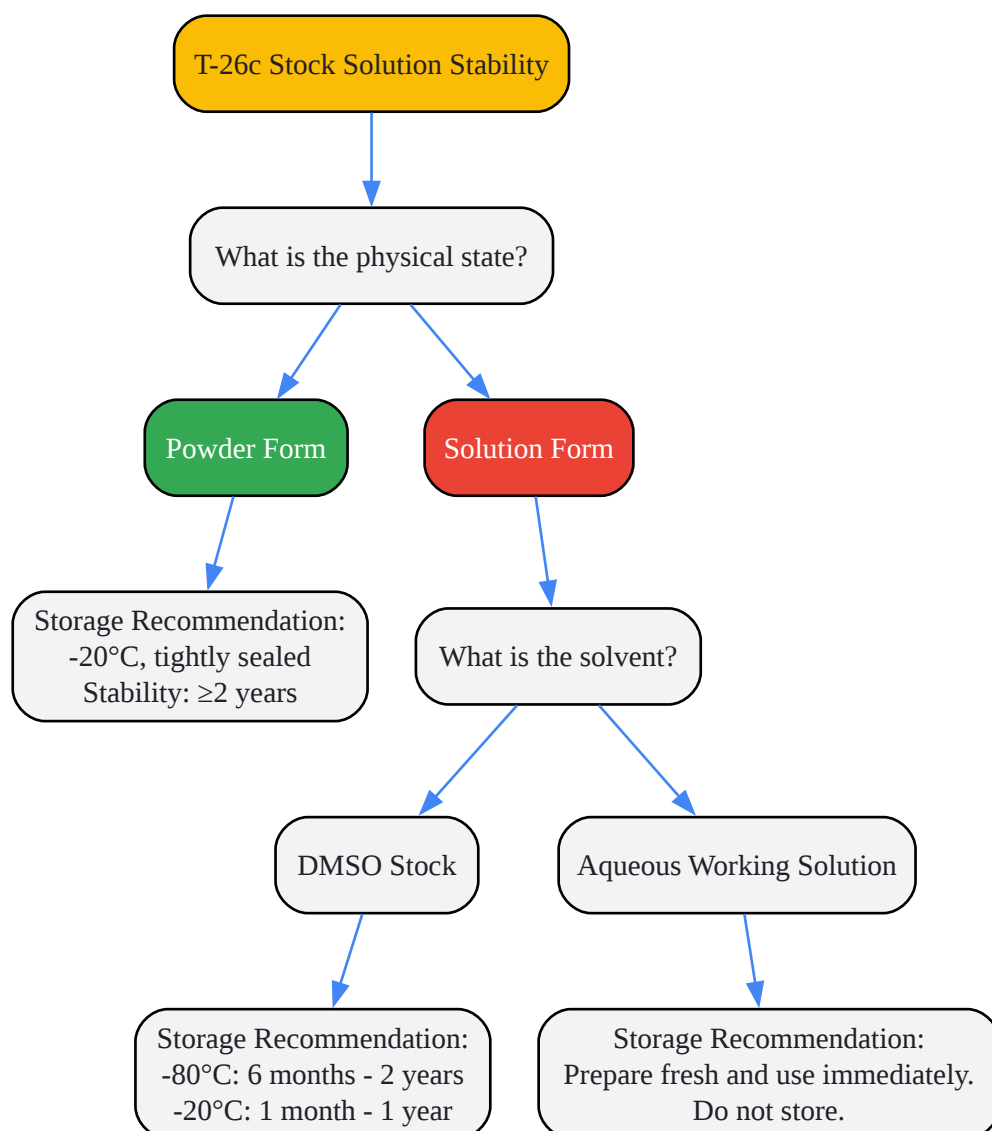 T-26c Stock Solution Stability
What is the physical state?
Powder Form
Solution Form
Storage Recommendation:
-20°C, tightly sealed
Stability: ≥2 years
What is the solvent?
DMSO Stock
Aqueous Working Solution
Storage Recommendation:
-80°C: 6 months - 2 years
-20°C: 1 month - 1 year
Storage Recommendation:
Prepare fresh and use immediately.
Do not store.